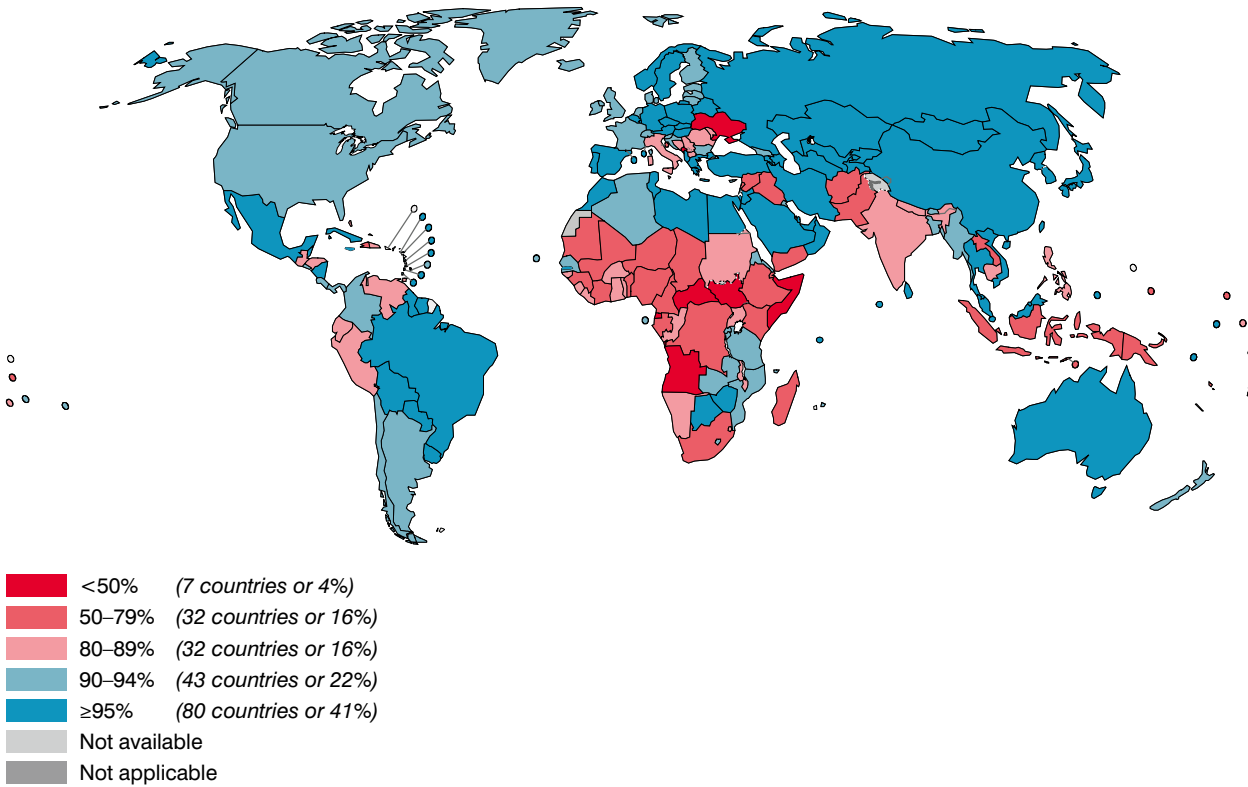 <50% (7 countries or 4%)
50–79% (32 countries or 16%)
80–89% (32 countries or 16%)
90–94% (43 countries or 22%)
≥95% (80 countries or 41%)
Not available
Not applicable